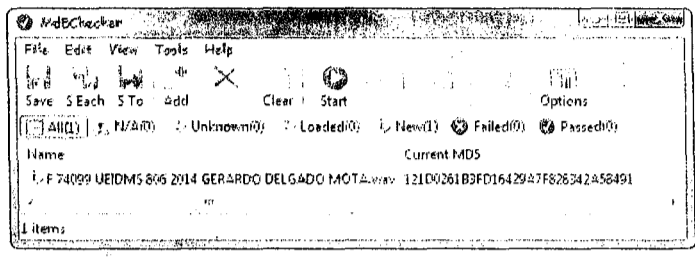 Md5Checker
File Edit View Tools Help
Save S Each S To Add Clear Start Options
All(1) N/A(0) Unknown(0) Loaded(0) New(1) Failed(0) Passed(0)
Name Current MD5
F 74099 UEIDMS 806 2014 GERARDO DELGADO MOTA.wav 121D0261B3FD16429A7F828342A58491
1 items